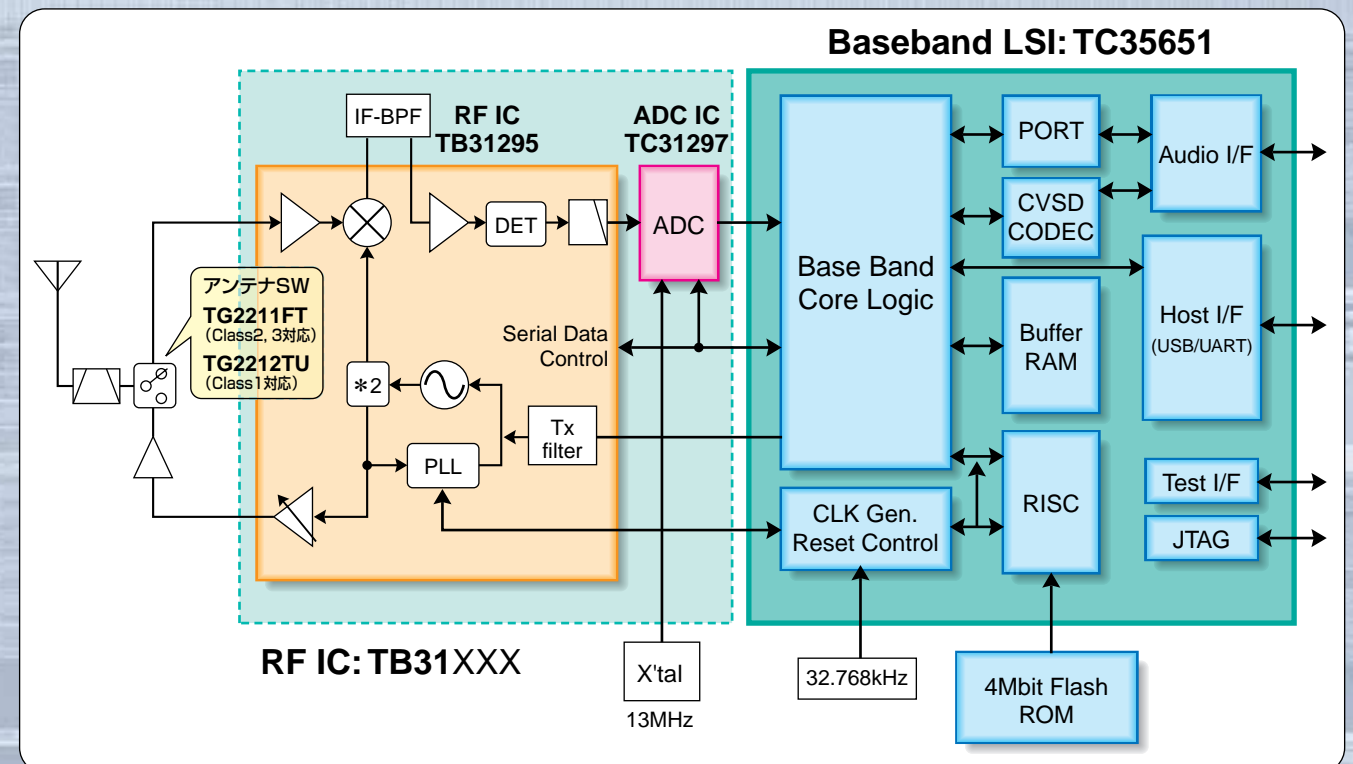 Baseband LSI: TC35651
IF-BPF
RF IC
TB31295
ADC IC
TC31297
DET
ADC
アンテナSW
TG2211FT
(Class2, 3対応)
TG2212TU
(Class1対応)
Serial Data
Control
*2
PLL
Tx
filter
RF IC: TB31XXX
X'tal
13MHz
Base Band
Core Logic
PORT
CVSD
CODEC
Audio I/F
Buffer
RAM
Host I/F
(USB/UART)
CLK Gen.
Reset Control
RISC
Test I/F
JTAG
32.768kHz
4Mbit Flash
ROM